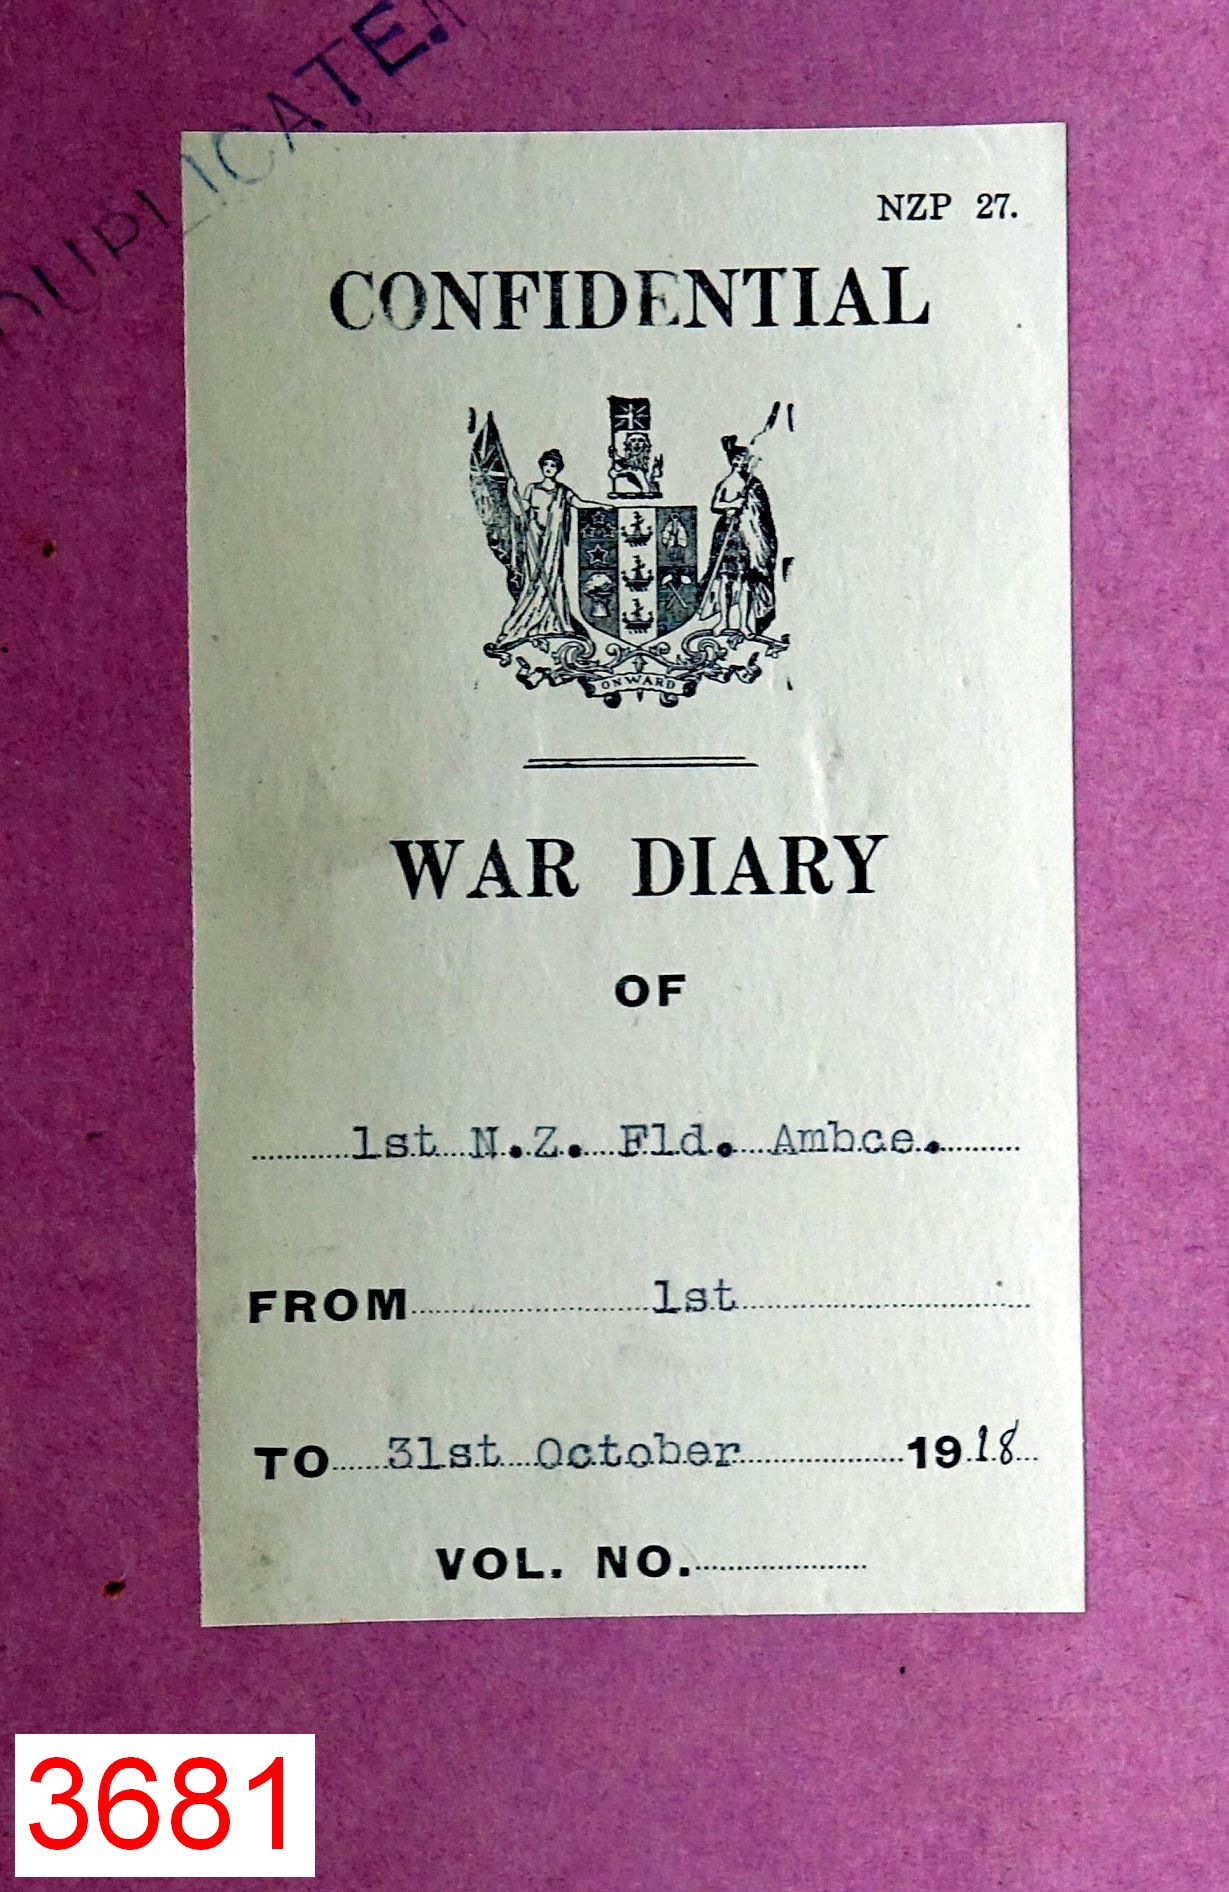 DUPLICATE.
NZP 27.
CONFIDENTIAL
ONWARD
WAR DIARY
OF
1st N.Z. Fld. Ambce.
FROM 1st
TO 31st October 1918
VOL. NO.
3681